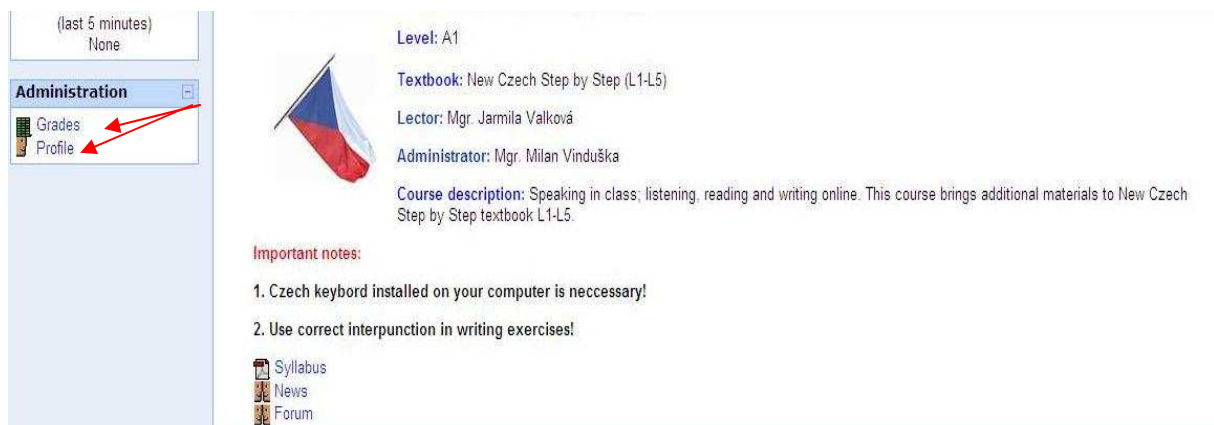 (last 5 minutes)
None
Administration
Grades
Profile
Level: A1
Textbook: New Czech Step by Step (L1-L5)
Lector: Mgr. Jarmila Valková
Administrator: Mgr. Milan Vinduška
Course description: Speaking in class; listening, reading and writing online. This course brings additional materials to New Czech
Step by Step textbook L1-L5.
Important notes:
1. Czech keybord installed on your computer is neccessary!
2. Use correct interpunction in writing exercises!
Syllabus
News
Forum